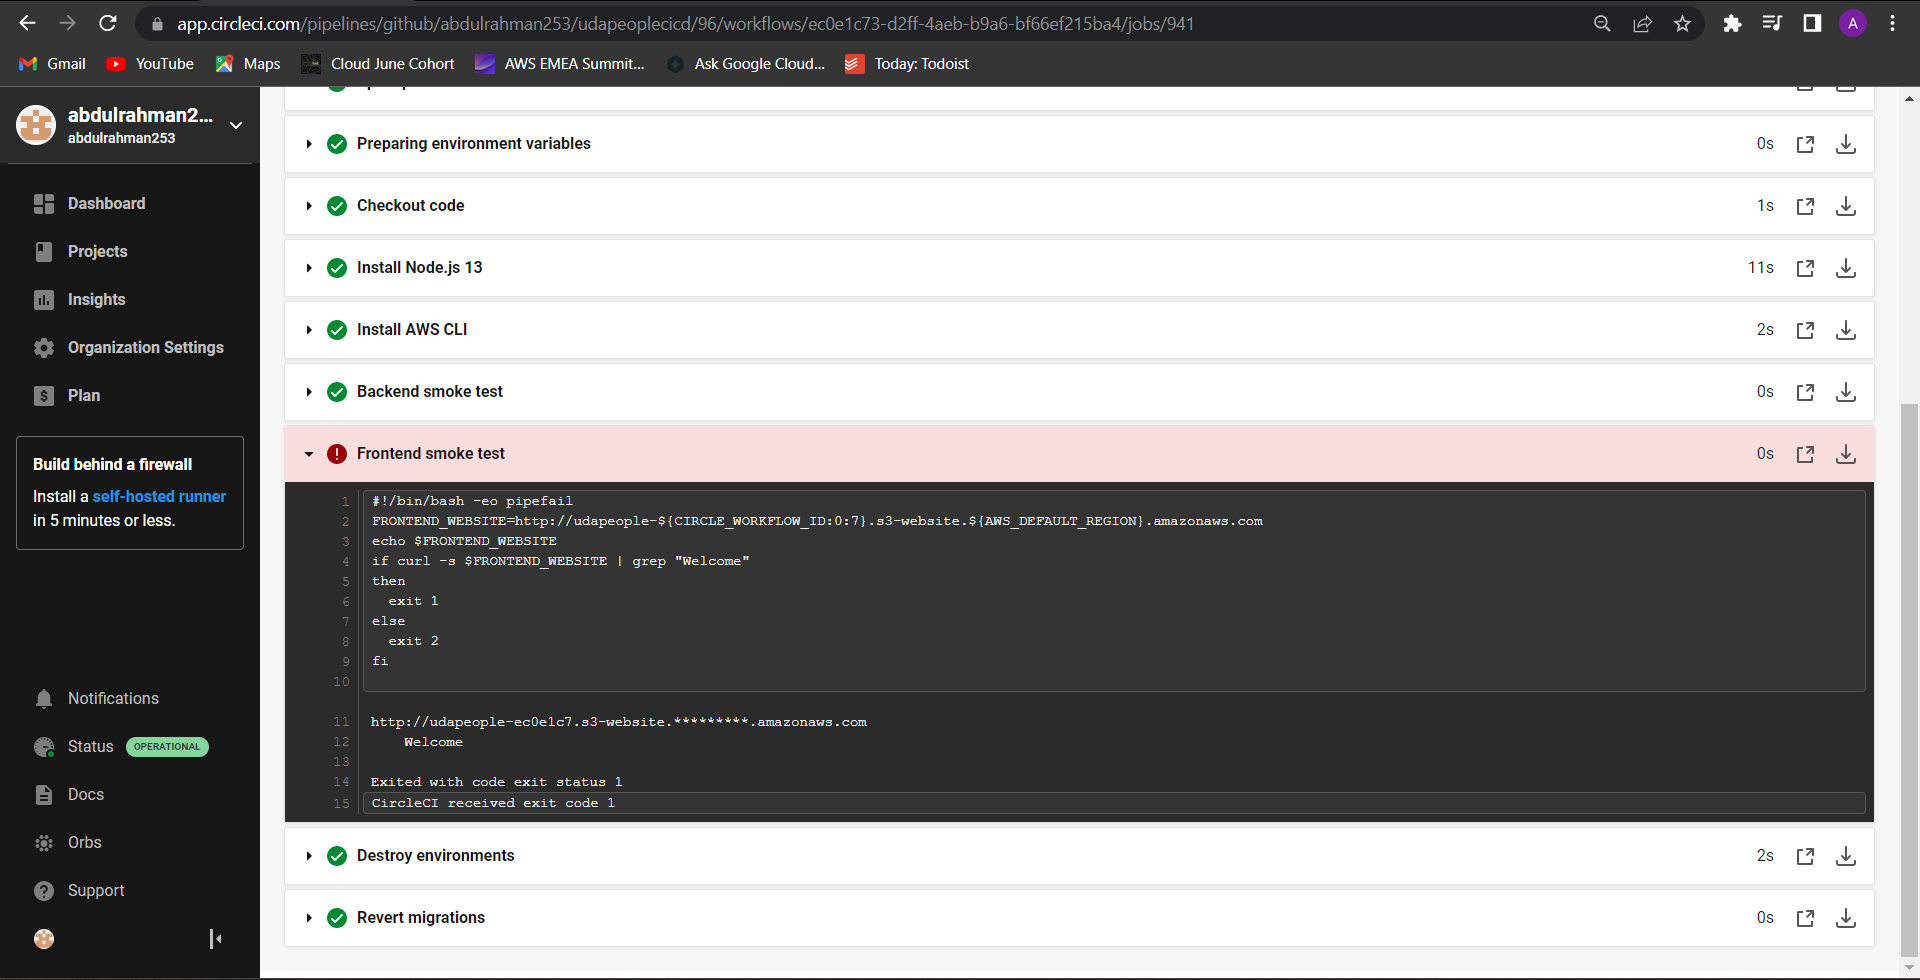 app.circleci.com/pipelines/github/abdulrahman253/udapeoplecicd/96/workflows/ec0e1c73-d2ff-4aeb-b9a6-bf66ef215ba4/jobs/941
A
Gmail
YouTube
Maps
Cloud June Cohort
AWS EMEA Summit...
Ask Google Cloud...
Today: Todoist
abdulrahman2...
abdulrahman253
Dashboard
Projects
Insights
Organization Settings
Plan
Build behind a firewall
Install a self-hosted runner
in 5 minutes or less.
Notifications
Status OPERATIONAL
Docs
Orbs
Support
Preparing environment variables 0s
Checkout code 1s
Install Node.js 13 11s
Install AWS CLI 2s
Backend smoke test 0s
Frontend smoke test 0s
1 #!/bin/bash -eo pipefail
2 FRONTEND_WEBSITE=http://udapeople-${CIRCLE_WORKFLOW_ID:0:7}.s3-website.${AWS_DEFAULT_REGION}.amazonaws.com
3 echo $FRONTEND_WEBSITE
4 if curl -s $FRONTEND_WEBSITE | grep "Welcome"
5 then
6 exit 1
7 else
8 exit 2
9 fi
10
11 http://udapeople-ec0e1c7.s3-website.*********.amazonaws.com
12 Welcome
13
14 Exited with code exit status 1
15 CircleCI received exit code 1
Destroy environments 2s
Revert migrations 0s